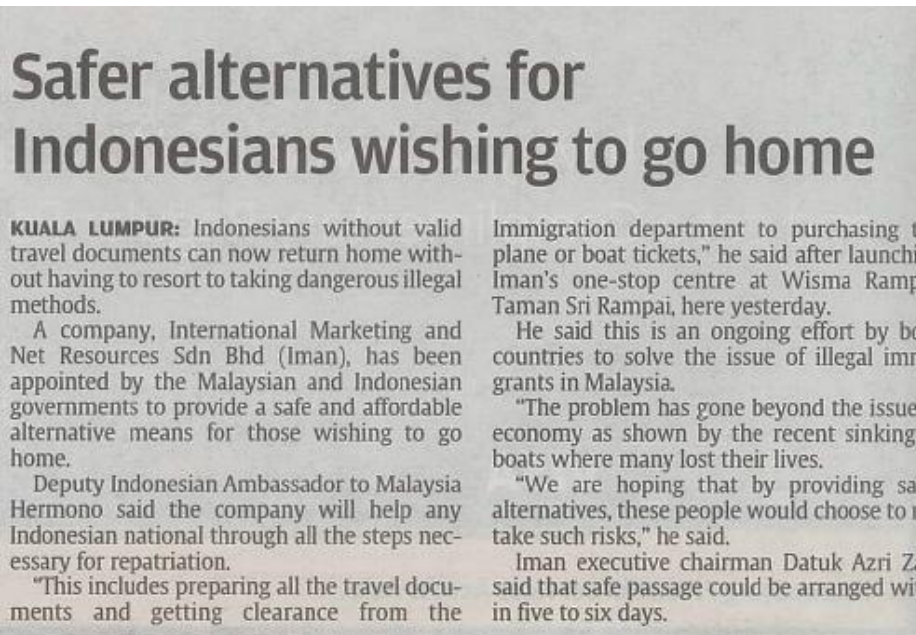 Safer alternatives for
Indonesians wishing to go home
KUALA LUMPUR: Indonesians without valid
travel documents can now return home with-
out having to resort to taking dangerous illegal
methods.
A company, International Marketing and
Net Resources Sdn Bhd (Iman), has been
appointed by the Malaysian and Indonesian
governments to provide a safe and affordable
alternative means for those wishing to go
home.
Deputy Indonesian Ambassador to Malaysia
Hermono said the company will help any
Indonesian national through all the steps nec-
essary for repatriation.
"This includes preparing all the travel docu-
ments and getting clearance from the
Immigration department to purchasing
plane or boat tickets," he said after
Iman's one-stop centre at Wisma
Taman Sri Rampai, here yesterday.
He said this is an ongoing effort by
countries to solve the issue of illegal
grants in Malaysia.
"The problem has gone beyond the issue
economy as shown by the recent sinking
boats where many lost their lives.
"We are hoping that by providing
alternatives, these people would choose to
take such risks," he said.
Iman executive chairman Datuk Azri
said that safe passage could be arranged
in five to six days.